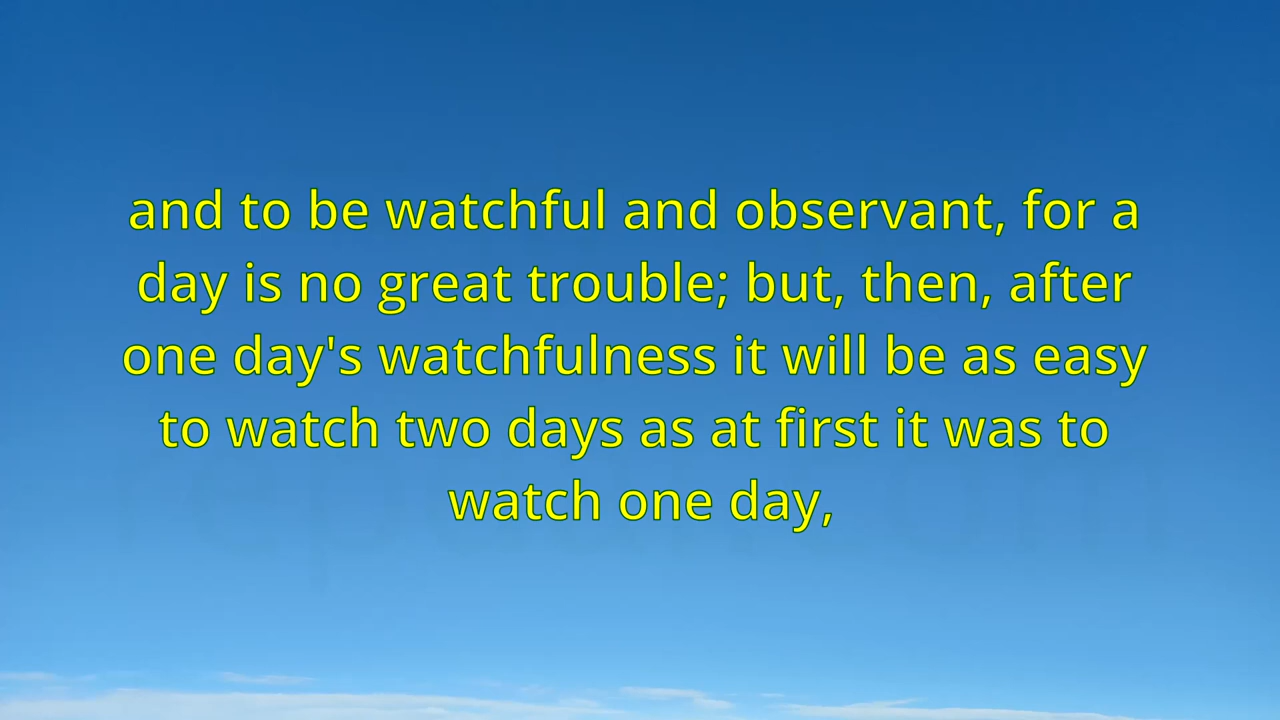 and to be watchful and observant, for a
day is no great trouble; but, then, after
one day's watchfulness it will be as easy
to watch two days as at first it was to
watch one day,